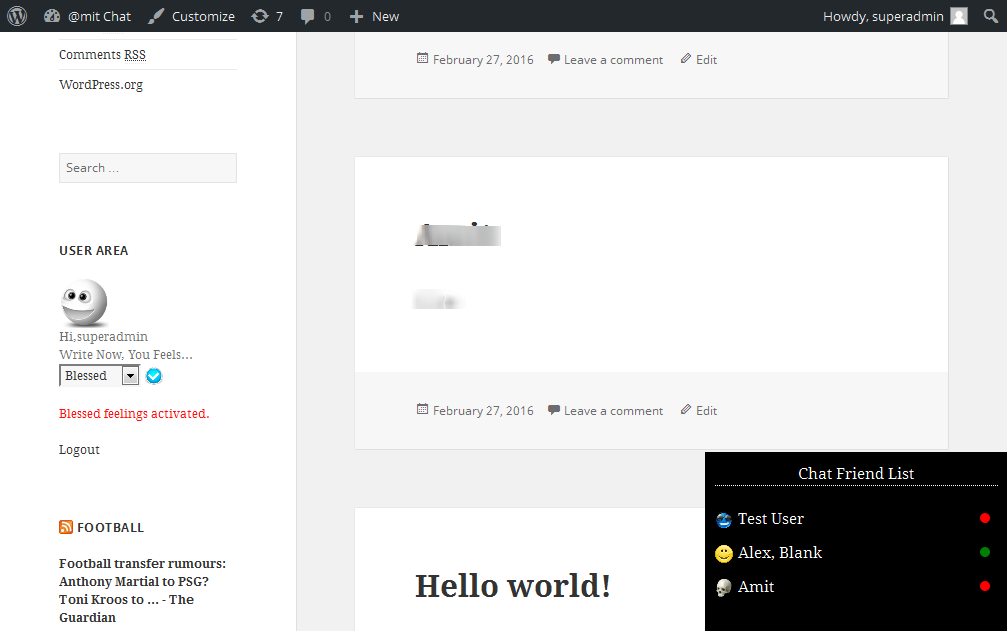 @mit Chat Customize 7 0 New Howdy, superadmin
Comments RSS
WordPress.org
Search ...
USER AREA
Hi,superadmin
Write Now, You Feels...
Blessed
Blessed feelings activated.
Logout
FOOTBALL
Football transfer rumours:
Anthony Martial to PSG?
Toni Kroos to ... - The
Guardian
February 27, 2016 Leave a comment Edit
February 27, 2016 Leave a comment Edit
Hello world!
Chat Friend List
Test User
Alex, Blank
Amit